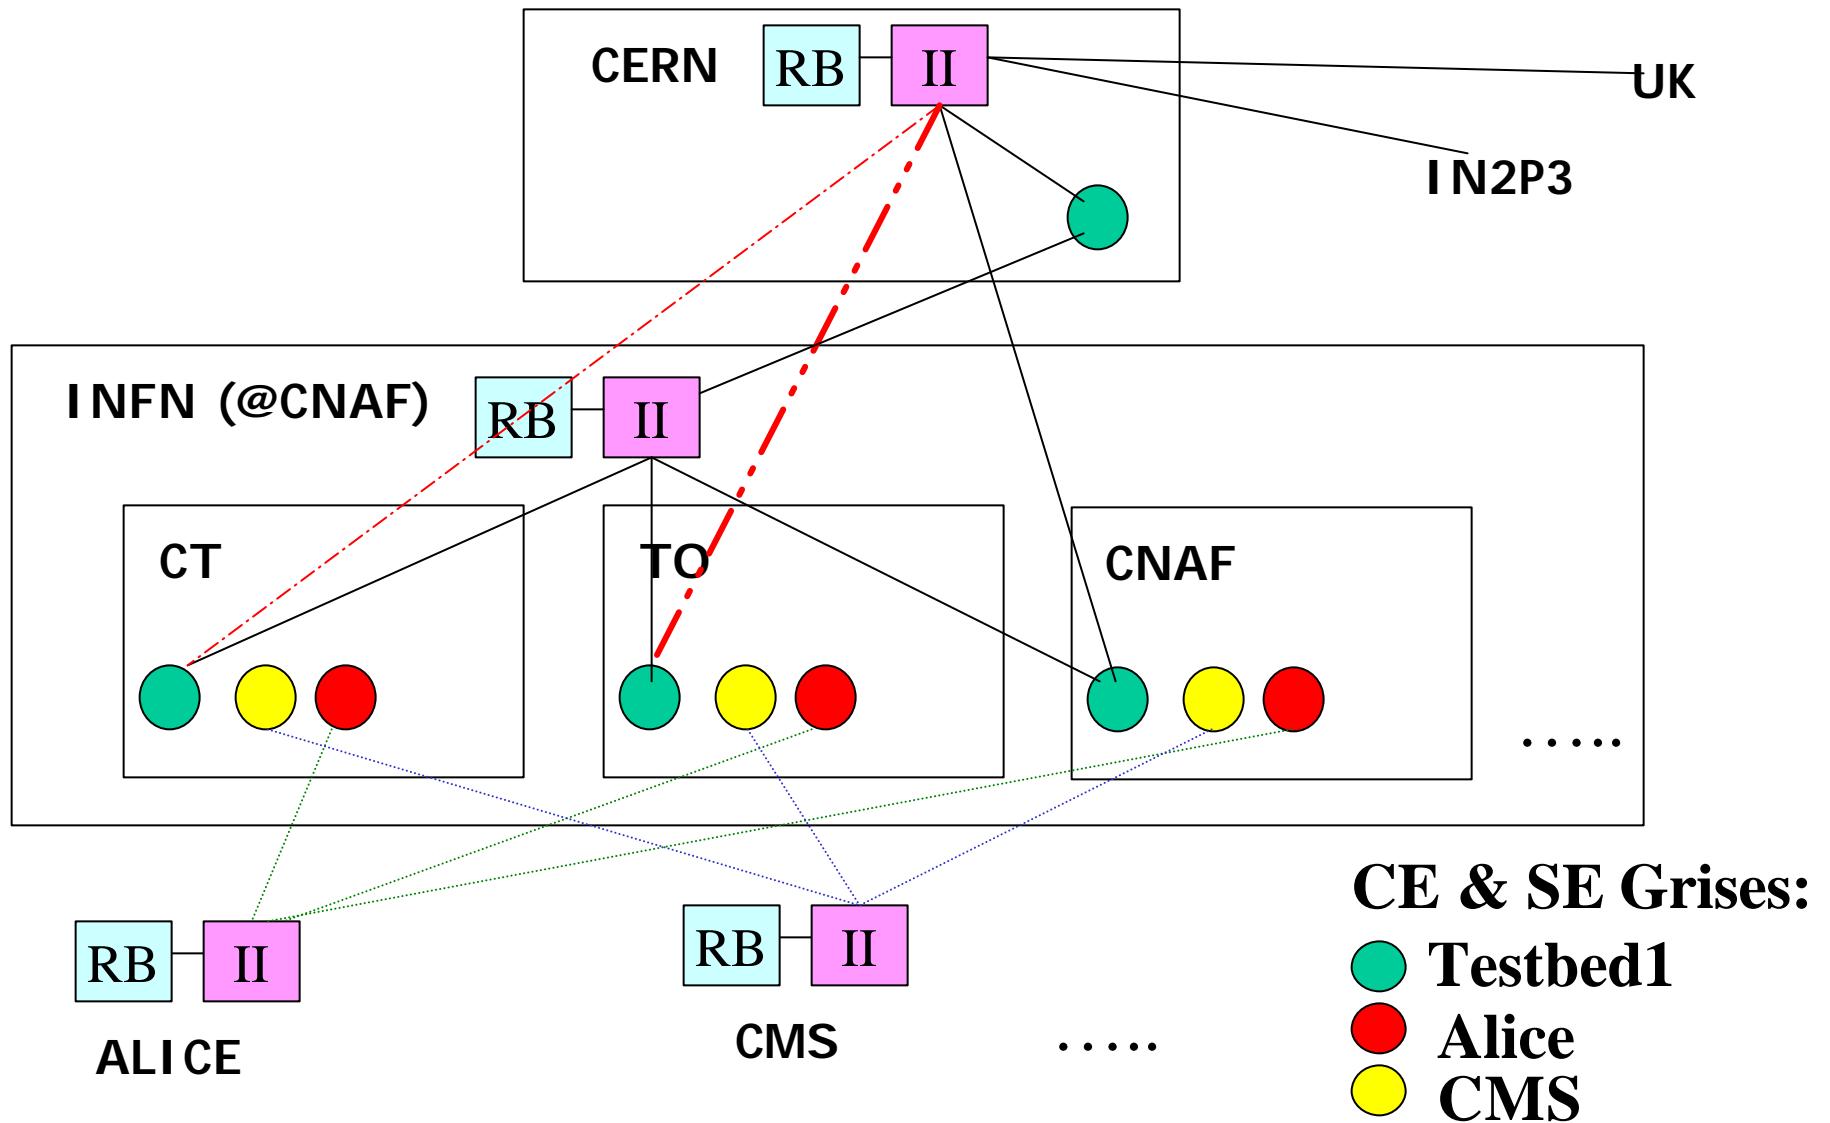 CERN RB II
UK
IN2P3
INFN (@CNAF) RB II
CT
TO
CNAF
.....
CE & SE Grises:
Testbed1
Alice
CMS
RB II
ALICE
RB II
CMS
.....